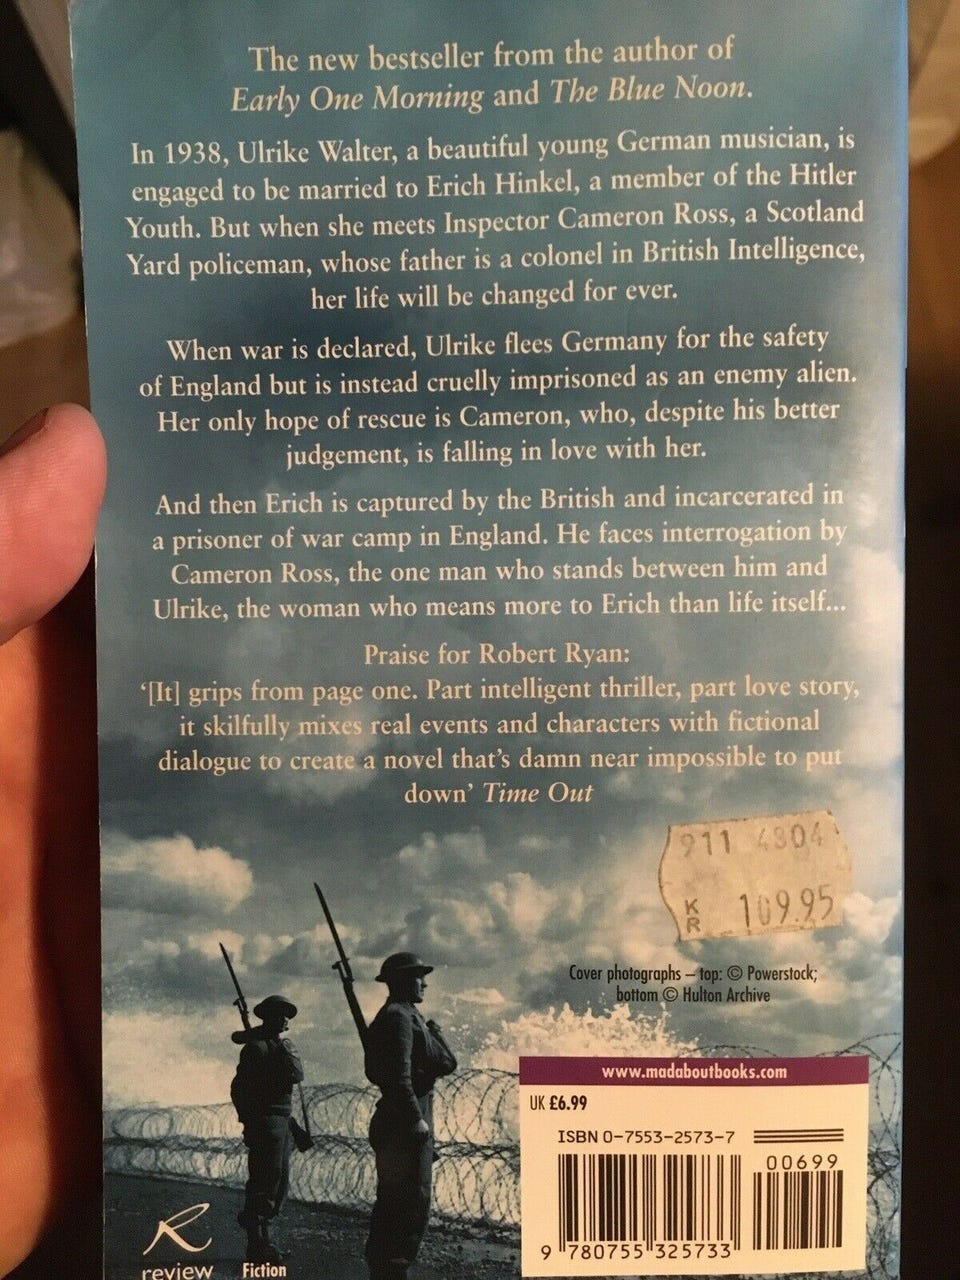 The new bestseller from the author of
Early One Morning and The Blue Noon.
In 1938, Ulrike Walter, a beautiful young German musician, is
engaged to be married to Erich Hinkel, a member of the Hitler
Youth. But when she meets Inspector Cameron Ross, a Scotland
Yard policeman, whose father is a colonel in British Intelligence,
her life will be changed for ever.
When war is declared, Ulrike flees Germany for the safety
of England but is instead cruelly imprisoned as an enemy alien.
Her only hope of rescue is Cameron, who, despite his better
judgement, is falling in love with her.
And then Erich is captured by the British and incarcerated in
a prisoner of war camp in England. He faces interrogation by
Cameron Ross, the one man who stands between him and
Ulrike, the woman who means more to Erich than life itself...
Praise for Robert Ryan:
‘[It] grips from page one. Part intelligent thriller, part love story,
it skilfully mixes real events and characters with fictional
dialogue to create a novel that’s damn near impossible to put
down’ Time Out
911 4304
KR 109.95
Cover photographs – top: © Powerstock;
bottom © Hulton Archive
www.madaboutbooks.com
UK £6.99
ISBN 0-7553-2573-7
00699
9 780755 325733
R
review Fiction